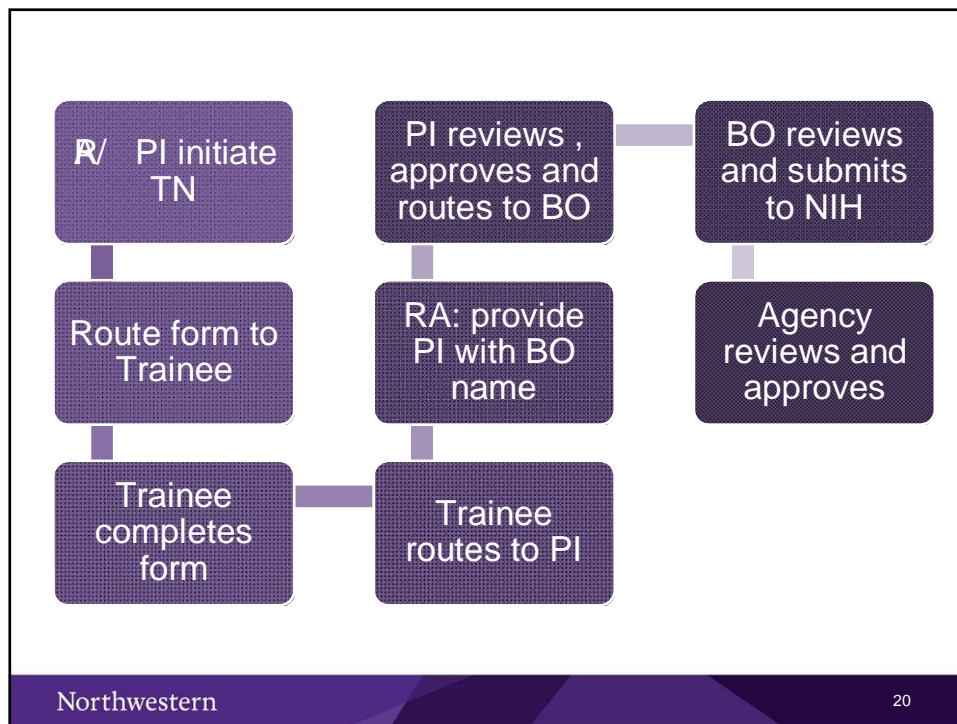 PI initiate
TN
Route form to
Trainee
Trainee
completes
form
Trainee
routes to PI
RA: provide
PI with BO
name
PI reviews ,
approves and
routes to BO
BO reviews
and submits
to NIH
Agency
reviews and
approves
Northwestern
20